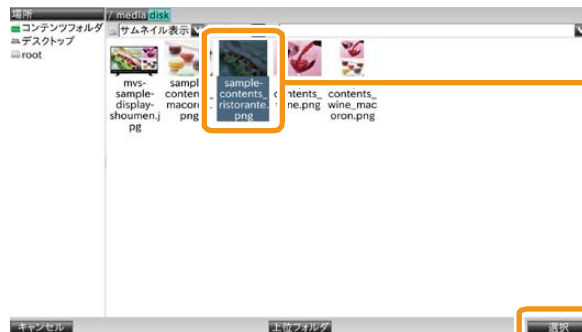 場所
/ media disk
コンテンツフォルダ
デスクトップ
root
サムネイル表示
mvs-
sample-
display-
shoumen.j
pg
sampl
conten
macoro
png
sample-
contents_
ristorante.
png
ntents_
ne.png
contents_
wine_mac
oron.png
キャンセル
上位フォルダ
選択